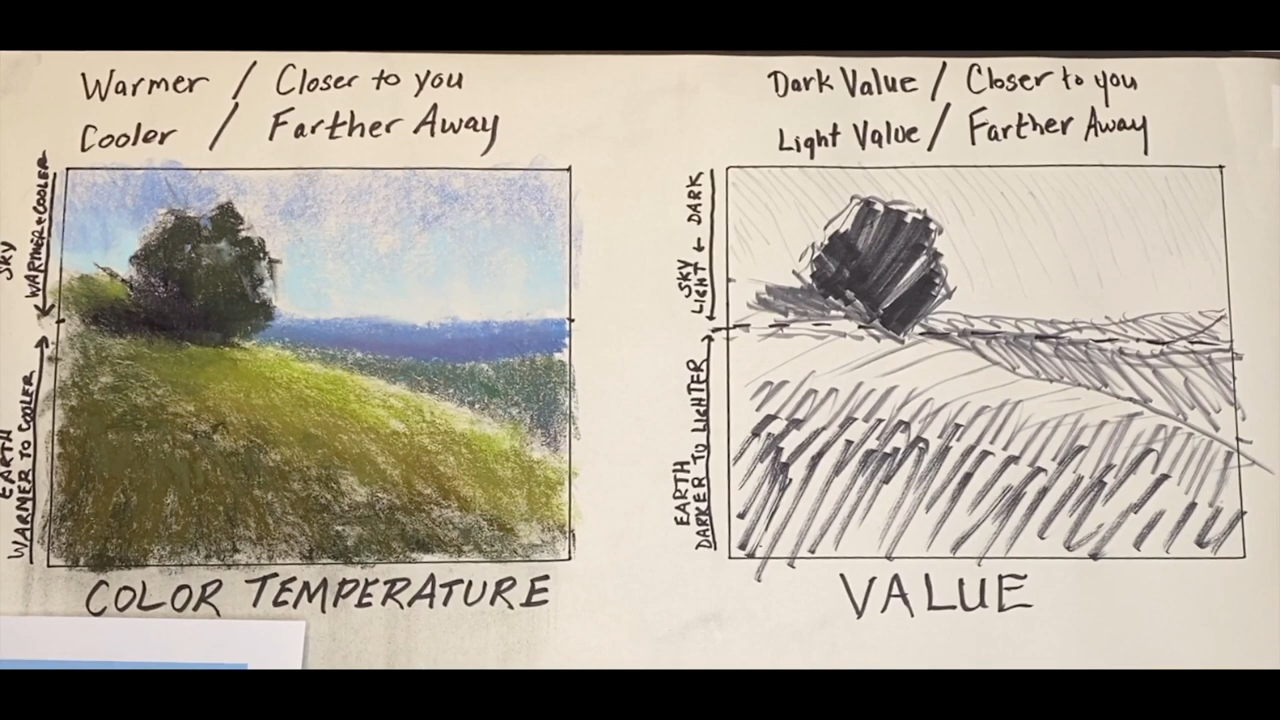 Warmer / Closer to you
Cooler / Farther Away
SKY
WARMER & COOLER
EARTH
WARMER TO COOLER
COLOR TEMPERATURE
Dark Value / Closer to you
Light Value / Farther Away
SKY
LIGHT ← DARK
EARTH
DARKER TO LIGHTER
VALUE